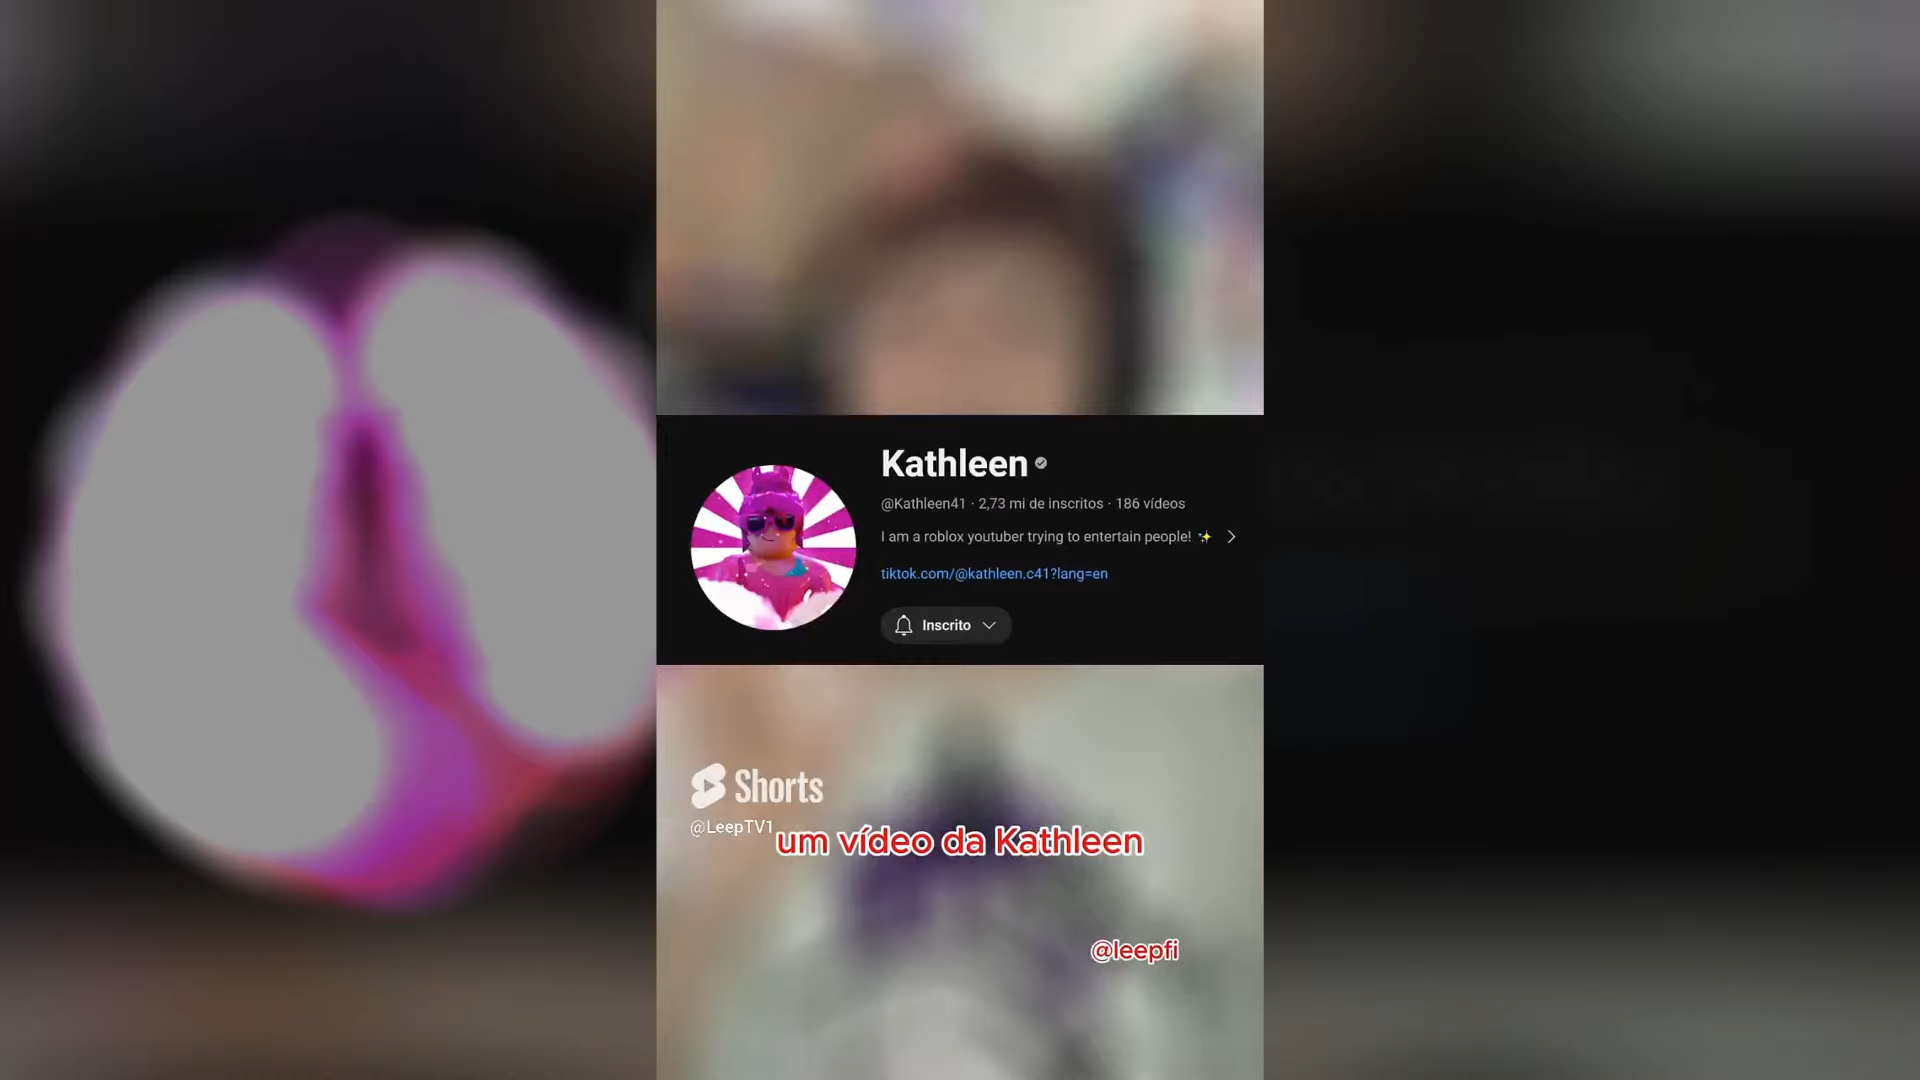 Kathleen
@Kathleen41 · 2,73 mi de inscritos · 186 vídeos
I am a roblox youtuber trying to entertain people! ✨
tiktok.com/@kathleen.c41?lang=en
Inscrito
Shorts
@LeepTV1
um vídeo da Kathleen
@leepfi